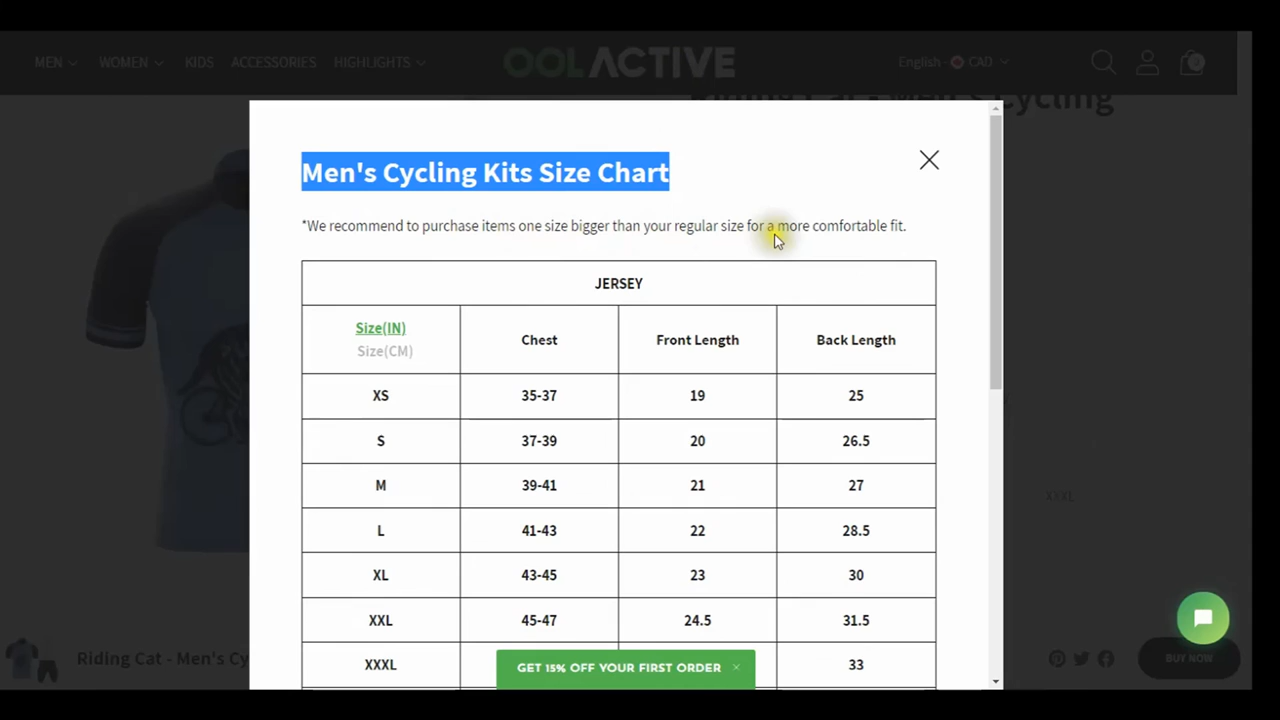 MEN WOMEN KIDS ACCESSORIES HIGHLIGHTS OOLACTIVE English - CAD 0
Men's Cycling Kits Size Chart
*We recommend to purchase items one size bigger than your regular size for a more comfortable fit.
JERSEY
Size(IN)
Size(CM)
Chest Front Length Back Length
XS 35-37 19 25
S 37-39 20 26.5
M 39-41 21 27
L 41-43 22 28.5
XL 43-45 23 30
XXXL
XXL 45-47 24.5 31.5
XXXL 33
Riding Cat - Men's Cy
GET 15% OFF YOUR FIRST ORDER ×
BUY NOW